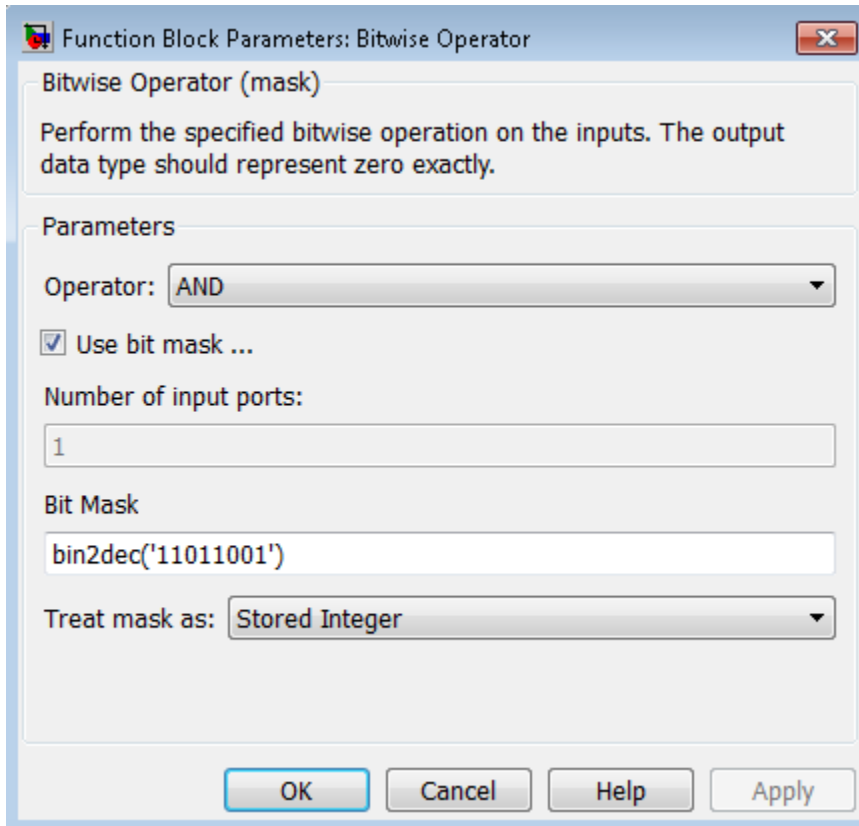 Function Block Parameters: Bitwise Operator
Bitwise Operator (mask)
Perform the specified bitwise operation on the inputs. The output
data type should represent zero exactly.
Parameters
Operator: AND
Use bit mask ...
Number of input ports:
1
Bit Mask
bin2dec('11011001')
Treat mask as: Stored Integer
OK Cancel Help Apply